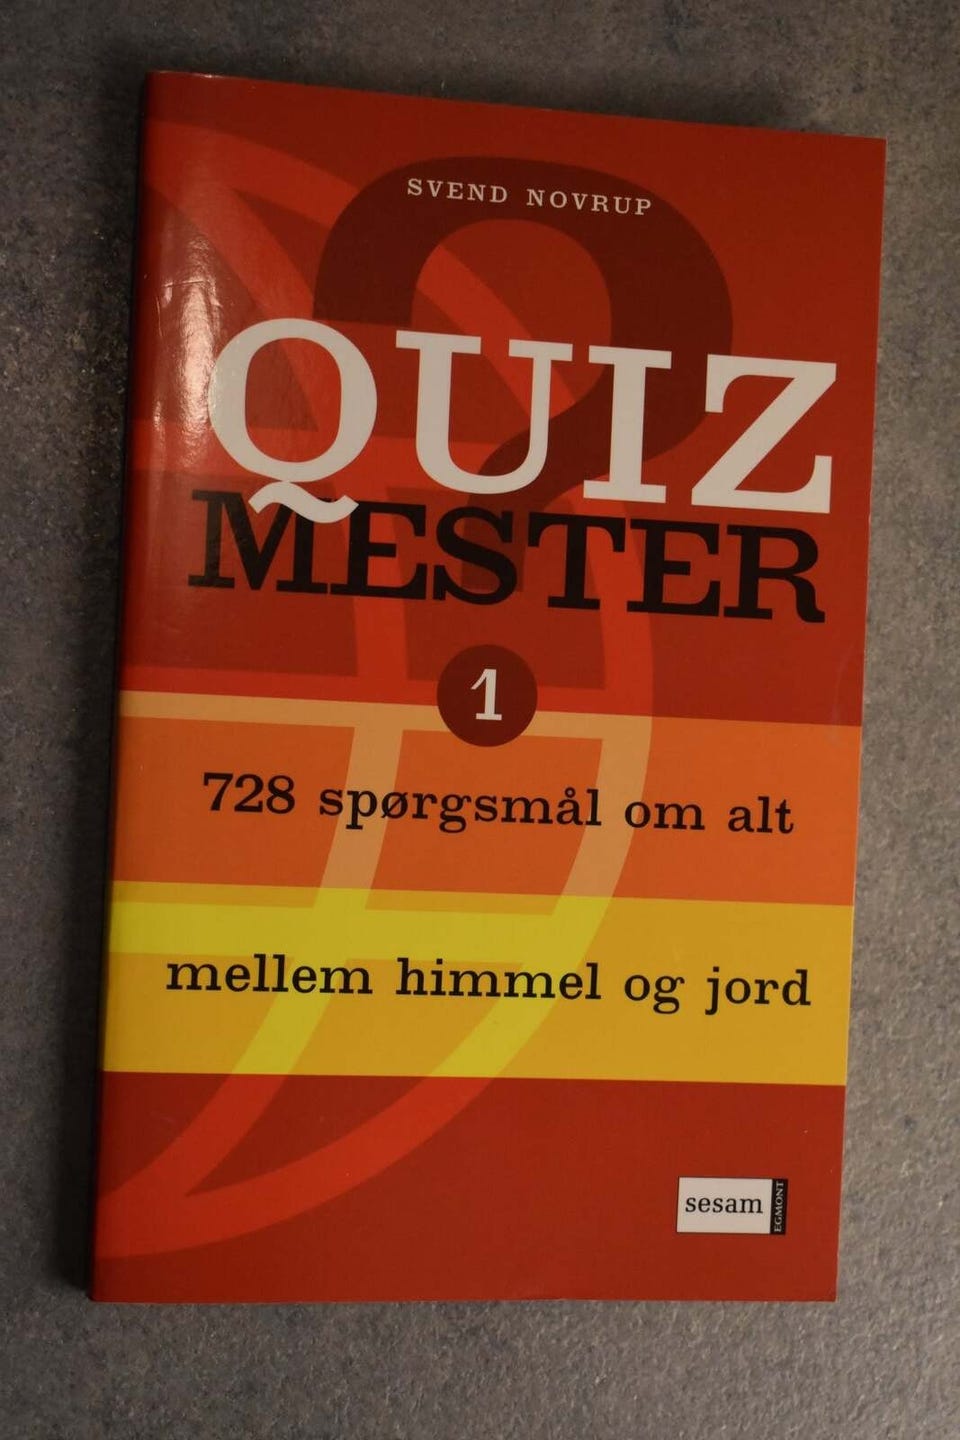 SVEND NOVRUP
QUIZ
MESTER
1
728 spørgsmål om alt
mellem himmel og jord
sesam
EGMONT